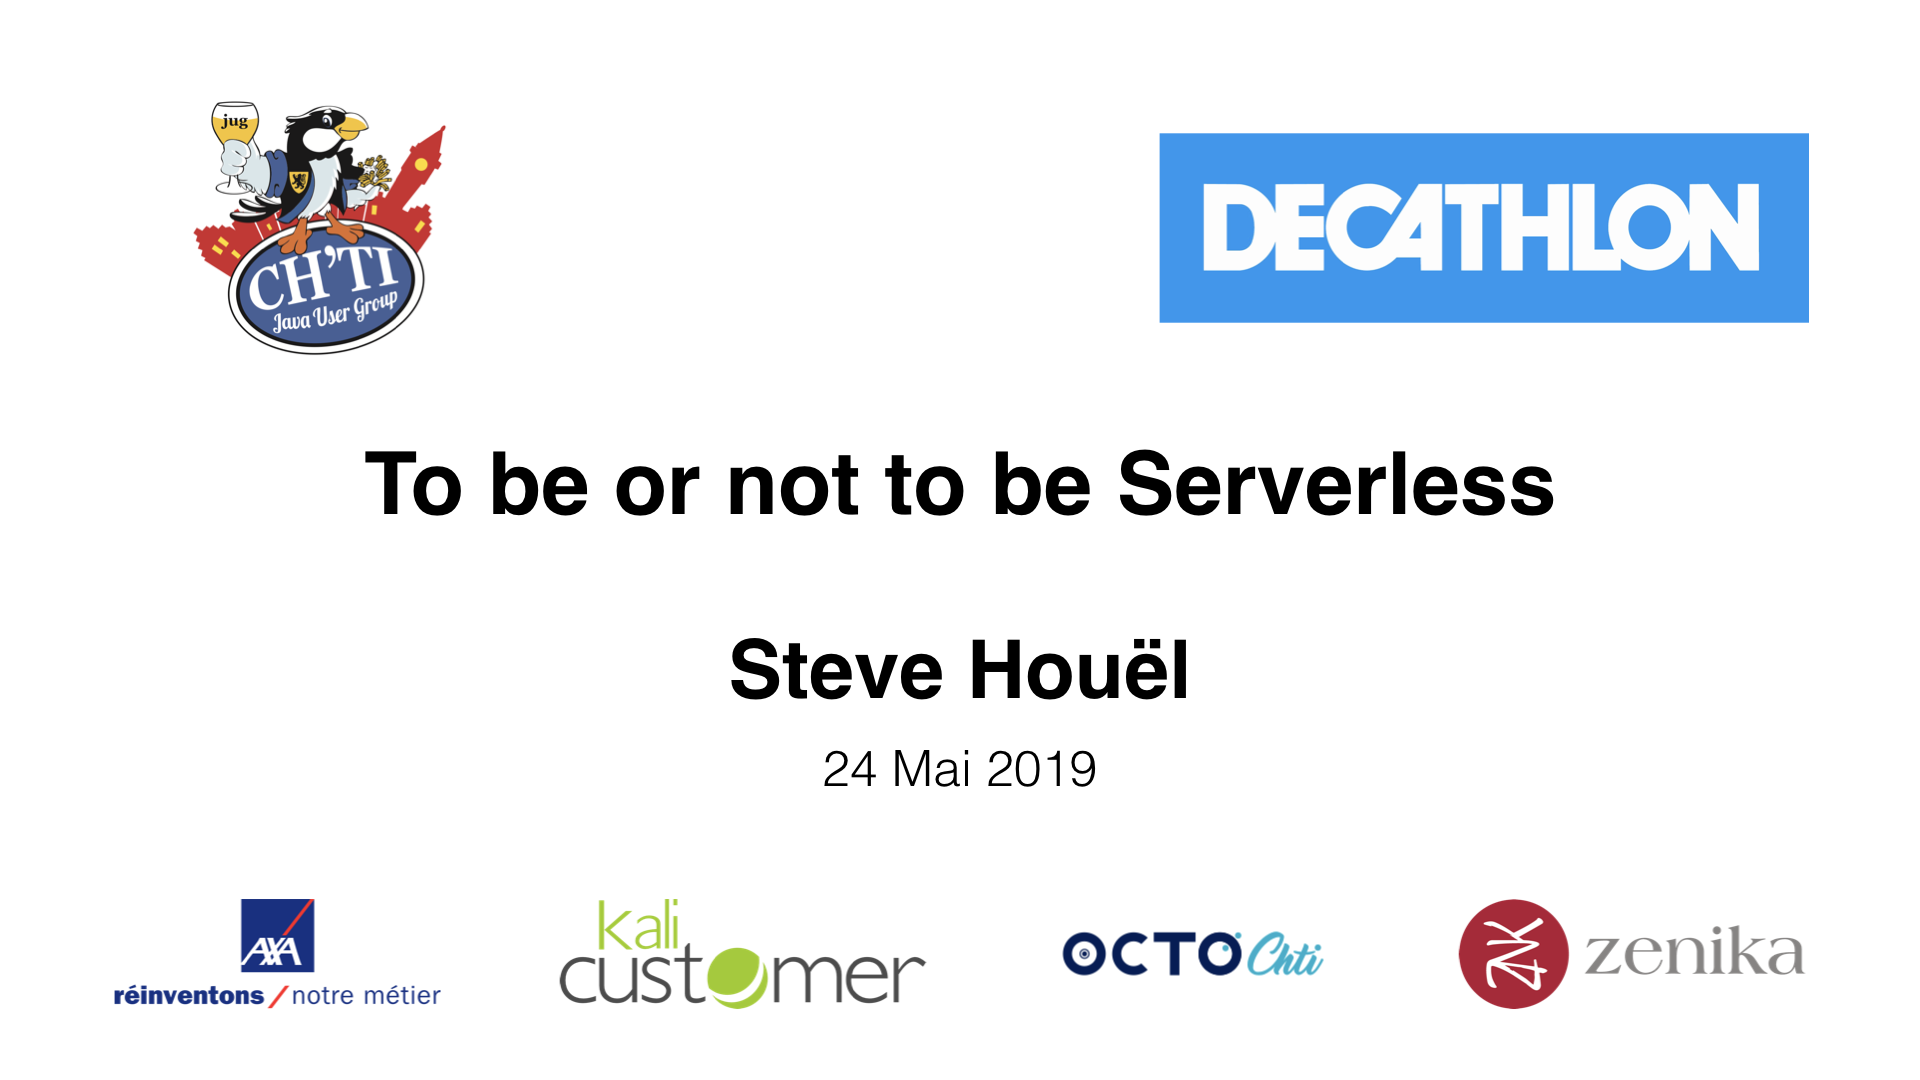 jug
CH'TI
Java User Group
DECATHLON
To be or not to be Serverless
Steve Houël
24 Mai 2019
AXA
réinventons / notre métier
kali
customer
OCTO Chti
zenika